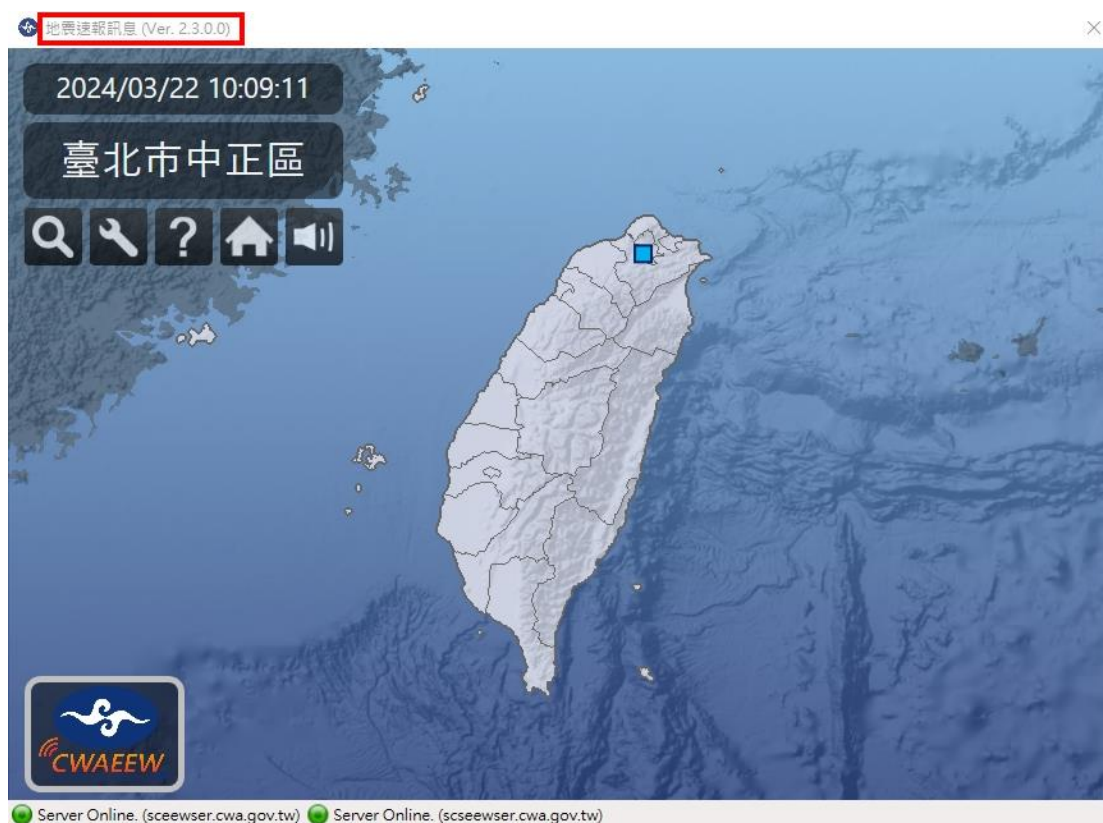 地震速報訊息 (Ver. 2.3.0.0)
2024/03/22 10:09:11
臺北市中正區
?
CWAEEW
Server Online. (sceewser.cwa.gov.tw) Server Online. (scseewser.cwa.gov.tw)